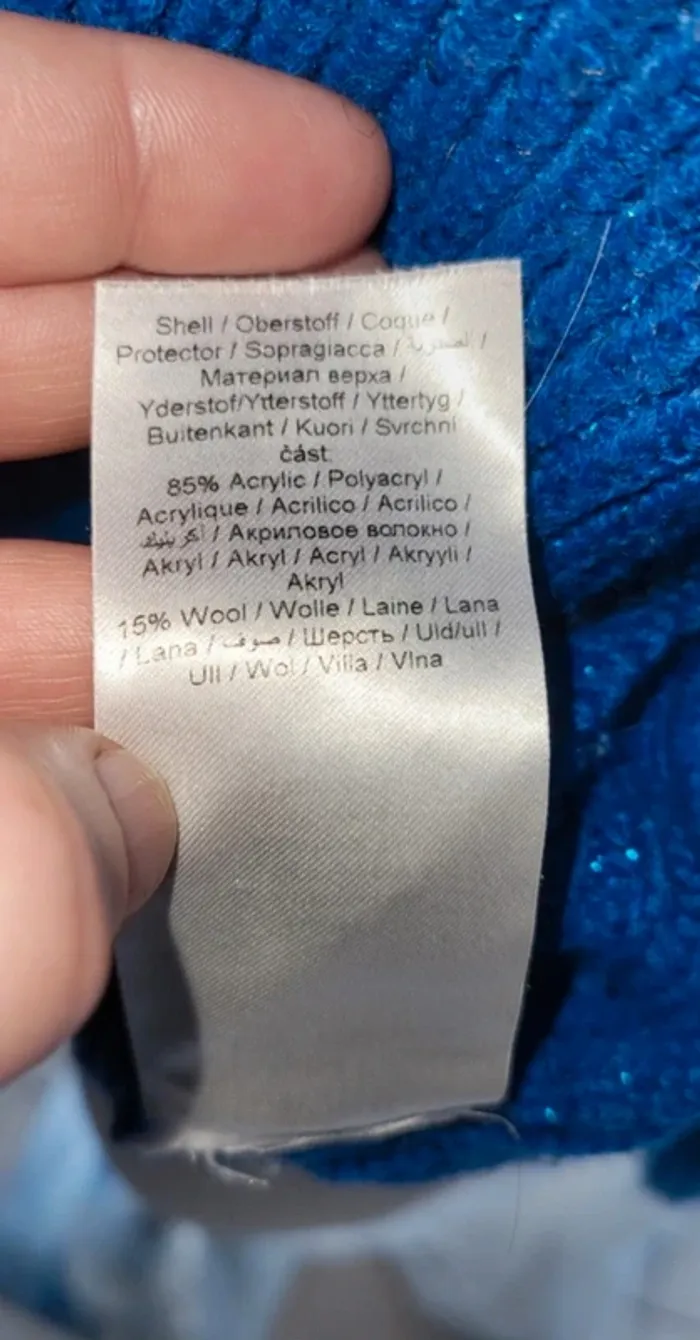 Shell / Oberstoff / Coque /
Protector / Sopragiacca / /
Материал верха /
Yderstof/Ytterstoff / Yttertyg /
Buitenkant / Kuori / Svrchní
část
85% Acrylic / Polyacryl /
Acrylique / Acrilico / Acrilico /
/ Акриловое волокно /
Akryl / Akryl / Acryl / Akryyli /
Akryl
15% Wool / Wolle / Laine / Lana
/ Lana / صوف / Шерсть / Uld/ull /
Ull / Wol / Villa / Vlna